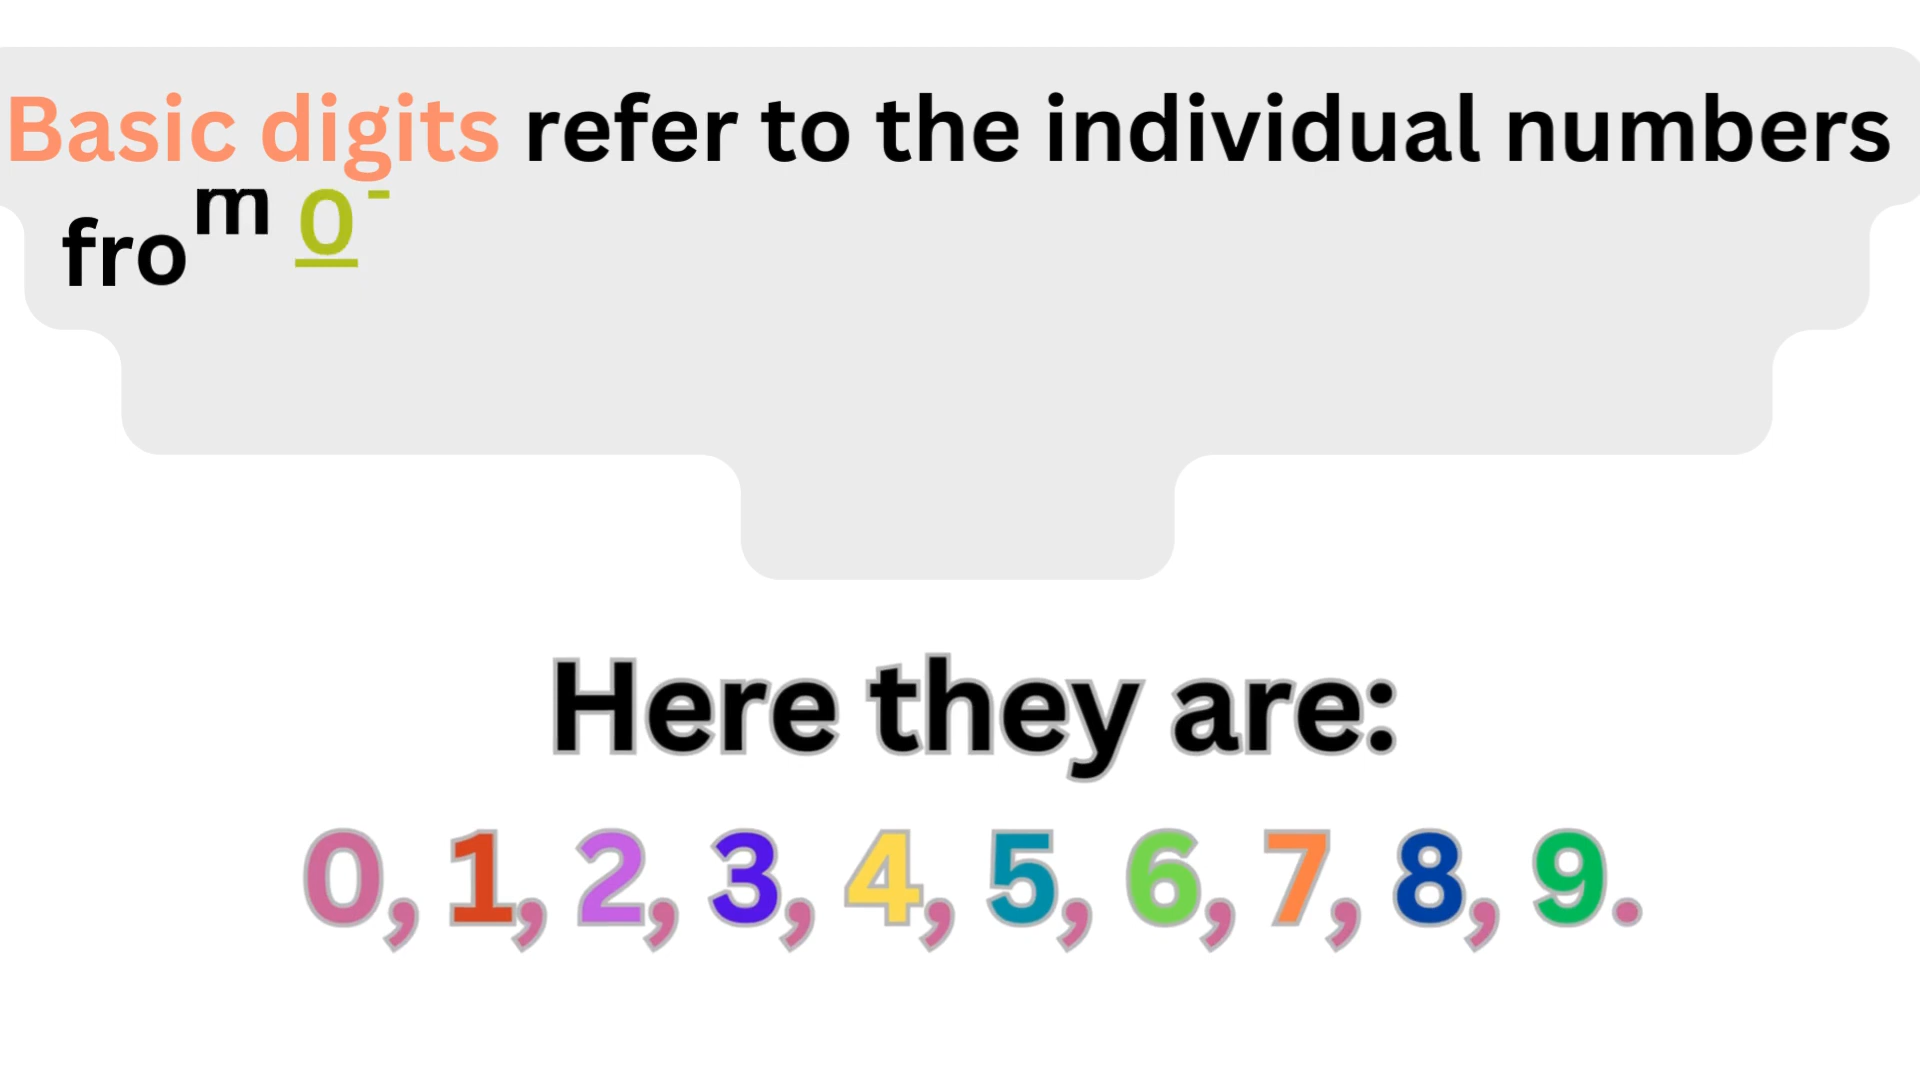 Basic digits refer to the individual numbers
from 0-
Here they are:
0, 1, 2, 3, 4, 5, 6, 7, 8, 9.